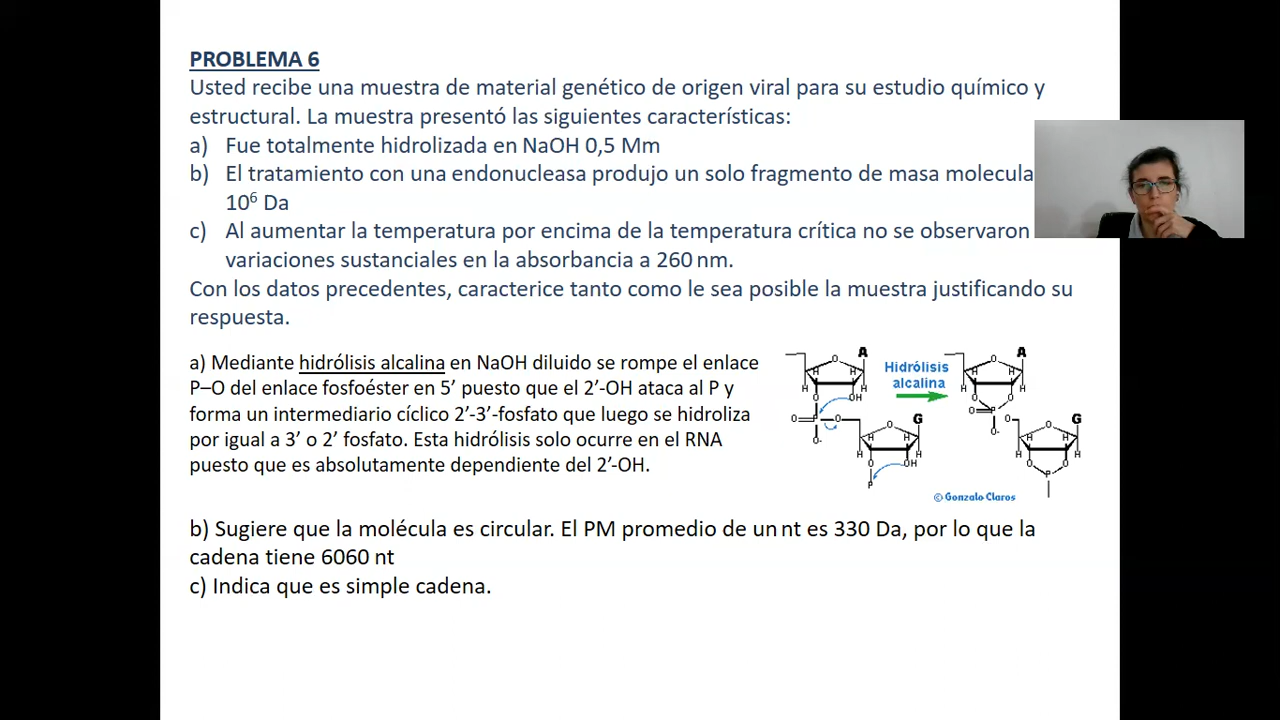 PROBLEMA 6
Usted recibe una muestra de material genético de origen viral para su estudio químico y
estructural. La muestra presentó las siguientes características:
a) Fue totalmente hidrolizada en NaOH 0,5 Mm
b) El tratamiento con una endonucleasa produjo un solo fragmento de masa molecula
10⁶ Da
c) Al aumentar la temperatura por encima de la temperatura crítica no se observaron
variaciones sustanciales en la absorbancia a 260 nm.
Con los datos precedentes, caracterice tanto como le sea posible la muestra justificando su
respuesta.
a) Mediante hidrólisis alcalina en NaOH diluido se rompe el enlace
P–O del enlace fosfoéster en 5’ puesto que el 2’-OH ataca al P y
forma un intermediario cíclico 2’-3’-fosfato que luego se hidroliza
por igual a 3’ o 2’ fosfato. Esta hidrólisis solo ocurre en el RNA
puesto que es absolutamente dependiente del 2’-OH.
A
O
H H
H H
O OH
O P O
O-
G
O
H H
H H
O OH
P
Hidrólisis
alcalina
A
O
H H
H H
O O
O P
O-
O
G
O
H H
H H
O O
P
© Gonzalo Claros
b) Sugiere que la molécula es circular. El PM promedio de un nt es 330 Da, por lo que la
cadena tiene 6060 nt
c) Indica que es simple cadena.